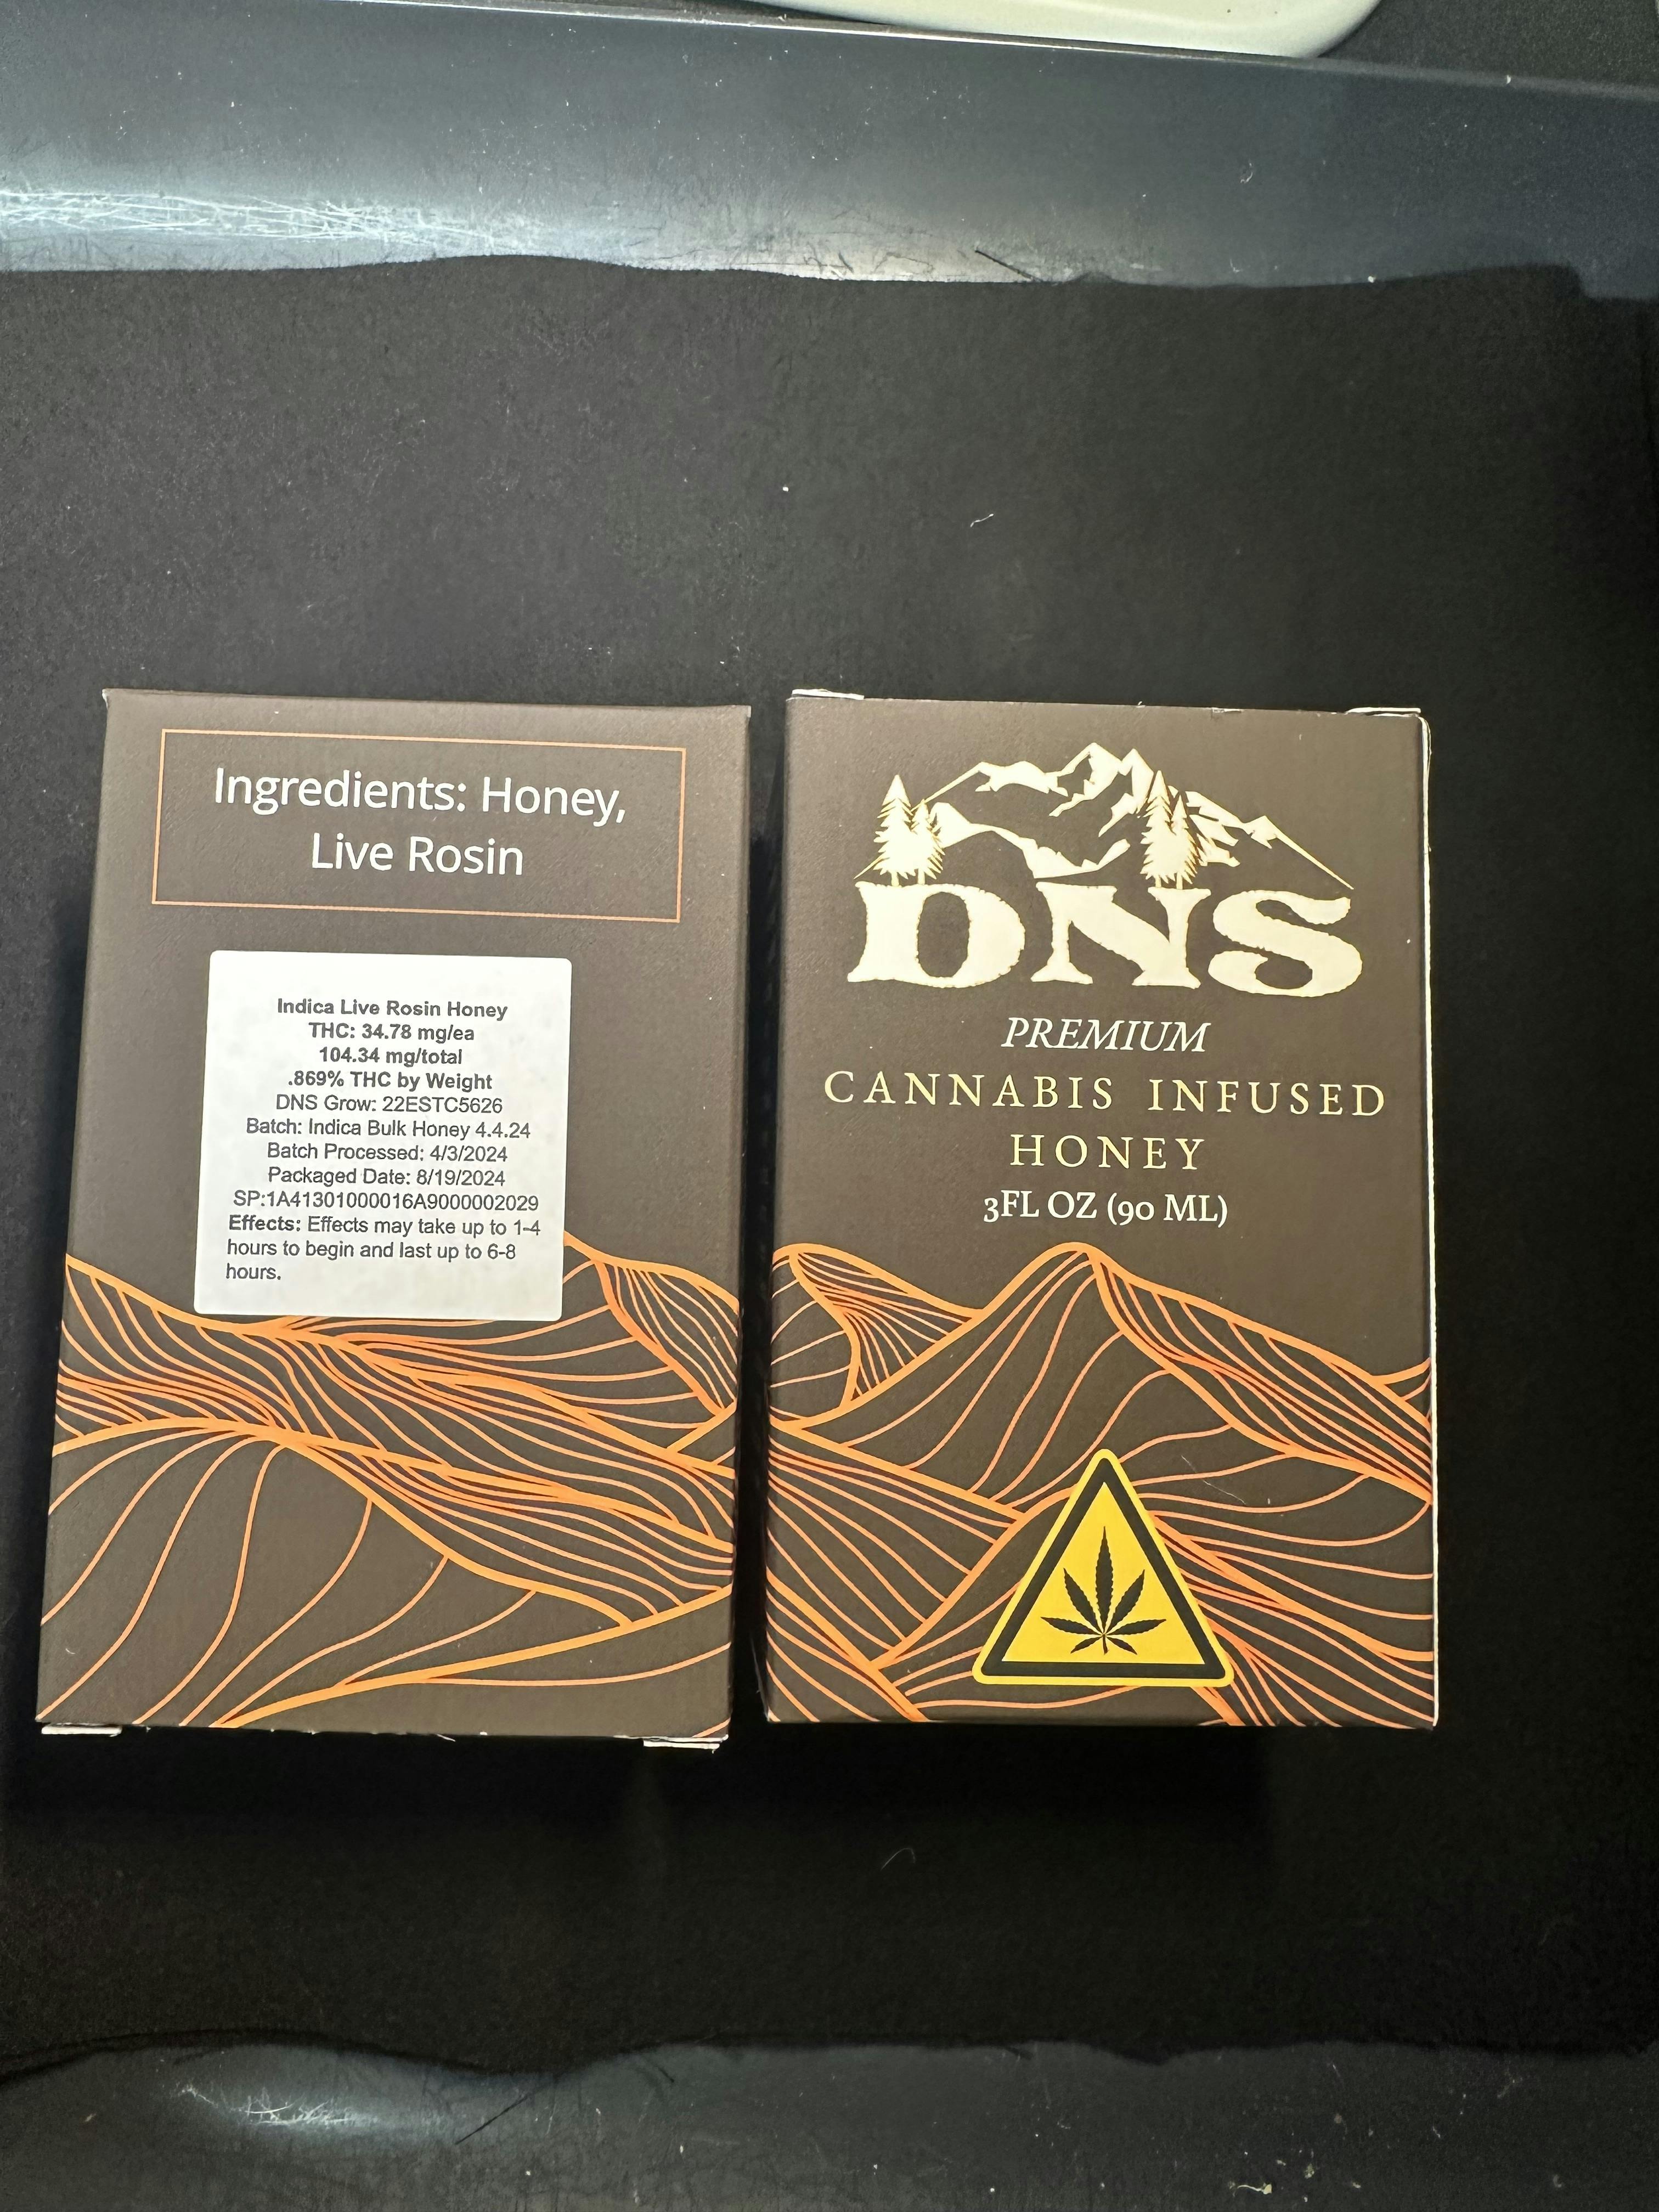 Ingredients: Honey,
Live Rosin
Indica Live Rosin Honey
THC: 34.78 mg/ea
104.34 mg/total
.869% THC by Weight
DNS Grow: 22ESTC5626
Batch: Indica Bulk Honey 4.4.24
Batch Processed: 4/3/2024
Packaged Date: 8/19/2024
SP:1A41301000016A9000002029
Effects: Effects may take up to 1-4
hours to begin and last up to 6-8
hours.
DNS
PREMIUM
CANNABIS INFUSED
HONEY
3FL OZ (90 ML)